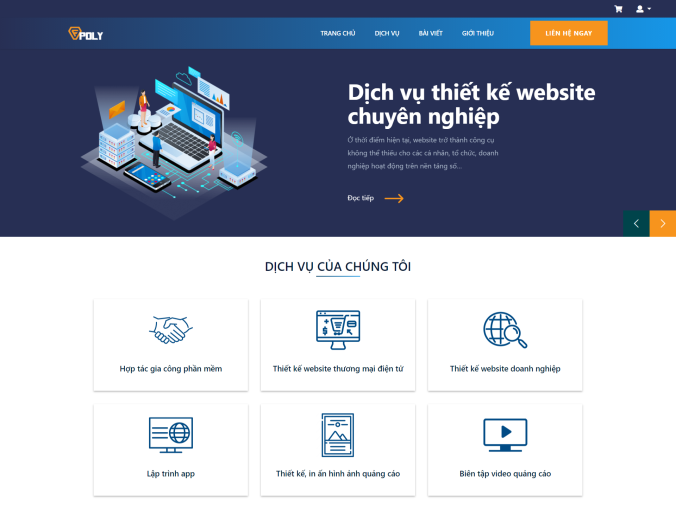 POLY
TRANG CHỦ
DỊCH VỤ
BÀI VIẾT
GIỚI THIỆU
LIÊN HỆ NGAY
Dịch vụ thiết kế website
chuyên nghiệp
Ở thời điểm hiện tại, website trở thành công cụ
không thể thiếu cho các cá nhân, tổ chức, doanh
nghiệp hoạt động trên nền tảng số...
Đọc tiếp
DỊCH VỤ CỦA CHÚNG TÔI
Hợp tác gia công phần mềm
Thiết kế website thương mại điện tử
Thiết kế website doanh nghiệp
Lập trình app
Thiết kế, in ấn hình ảnh quảng cáo
Biên tập video quảng cáo